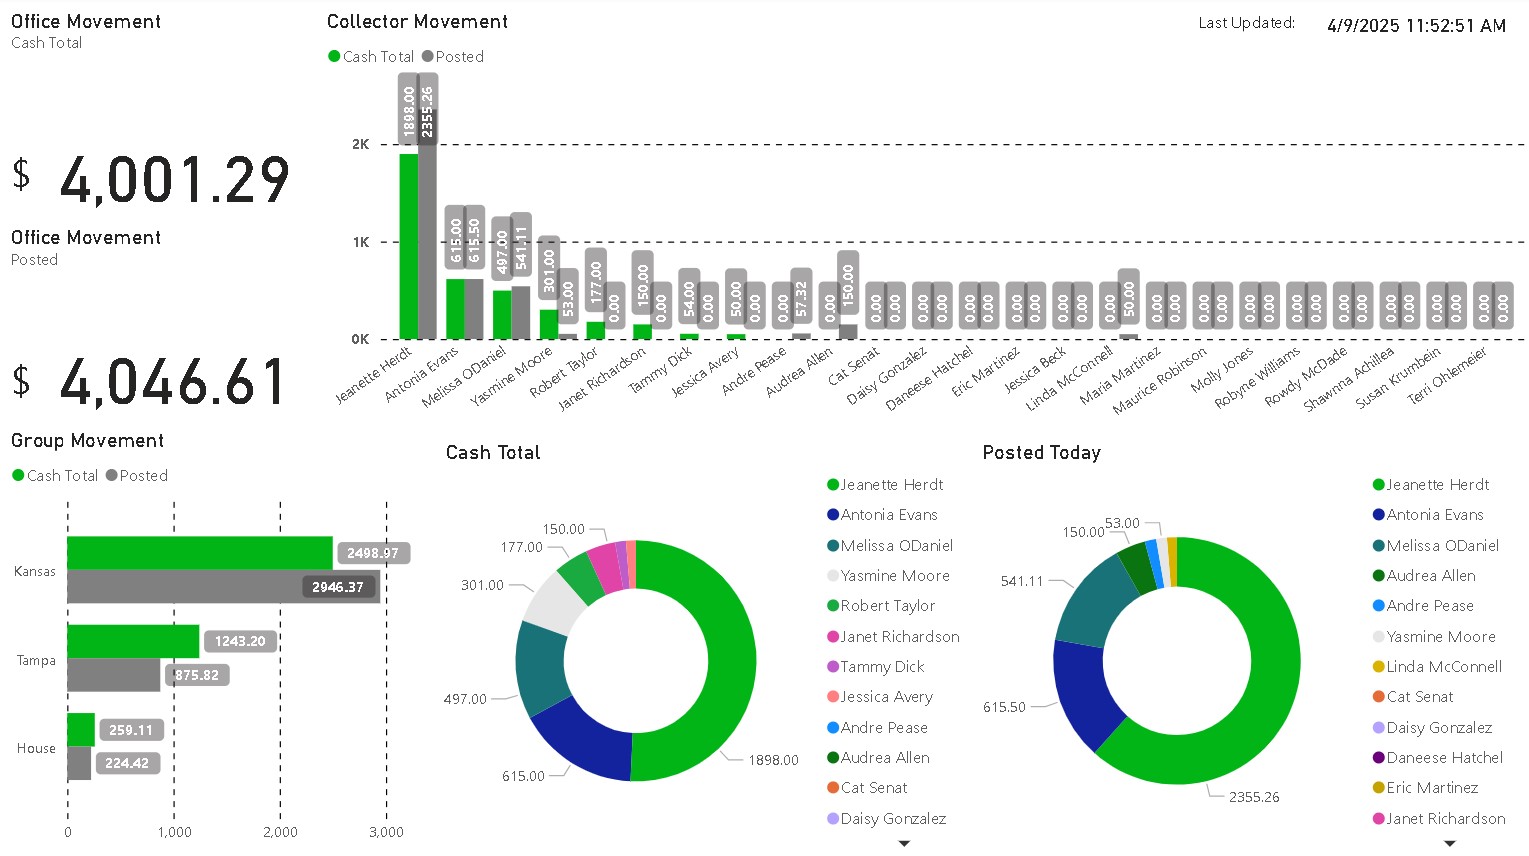 Office Movement
Cash Total
$ 4,001.29
Office Movement
Posted
$ 4,046.61
Collector Movement
Cash Total Posted
Last Updated: 4/9/2025 11:52:51 AM
2K
1K
0K
1898.00 2355.26 615.00 615.50 497.00 541.11 301.00 53.00 177.00 0.00 150.00 0.00 54.00 0.00 50.00 0.00 0.00 57.32 0.00 150.00 0.00 0.00 0.00 0.00 0.00 0.00 0.00 0.00 0.00 0.00 0.00 50.00 0.00 0.00 0.00 0.00 0.00 0.00 0.00 0.00 0.00 0.00 0.00 0.00 0.00 0.00 0.00 0.00
Jeanette Herdt
Antonia Evans
Melissa ODaniel
Yasmine Moore
Robert Taylor
Janet Richardson
Tammy Dick
Jessica Avery
Andre Pease
Audrea Allen
Cat Senat
Daisy Gonzalez
Daneese Hatchel
Eric Martinez
Jessica Beck
Linda McConnell
Maria Martinez
Maurice Robinson
Molly Jones
Robyne Williams
Rowdy McDade
Shawnna Achillea
Susan Krumbein
Terri Ohlemeier
Group Movement
Cash Total Posted
Kansas
2498.97
2946.37
Tampa
1243.20
875.82
House
259.11
224.42
0 1,000 2,000 3,000
Cash Total
150.00
177.00
301.00
497.00
615.00
1898.00
Jeanette Herdt
Antonia Evans
Melissa ODaniel
Yasmine Moore
Robert Taylor
Janet Richardson
Tammy Dick
Jessica Avery
Andre Pease
Audrea Allen
Cat Senat
Daisy Gonzalez
Posted Today
53.00
150.00
541.11
615.50
2355.26
Jeanette Herdt
Antonia Evans
Melissa ODaniel
Audrea Allen
Andre Pease
Yasmine Moore
Linda McConnell
Cat Senat
Daisy Gonzalez
Daneese Hatchel
Eric Martinez
Janet Richardson